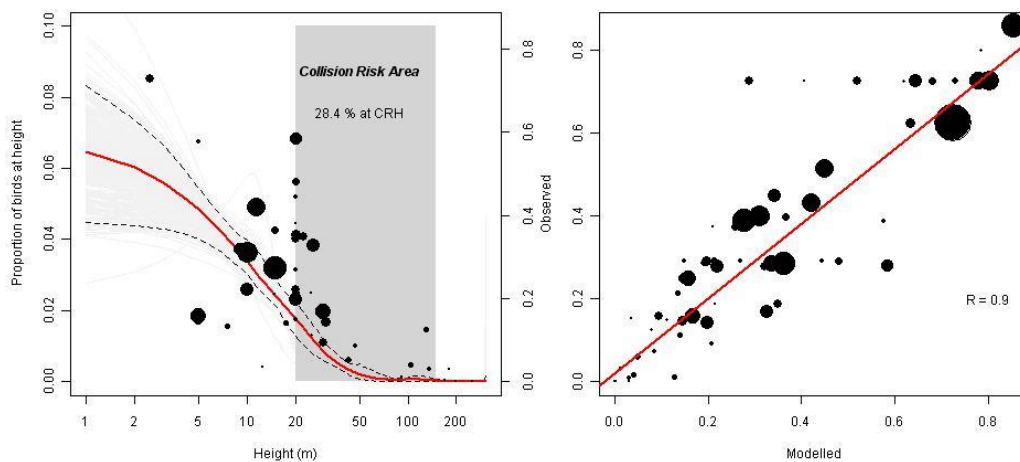 Proportion of birds at height
0.00 0.02 0.04 0.06 0.08 0.10
Collision Risk Area
28.4 % at CRH
0.0 0.2 0.4 0.6 0.8
1 2 5 10 20 50 100 200
Height (m)
Observed
0.0 0.2 0.4 0.6 0.8
R = 0.9
0.0 0.2 0.4 0.6 0.8
Modelled